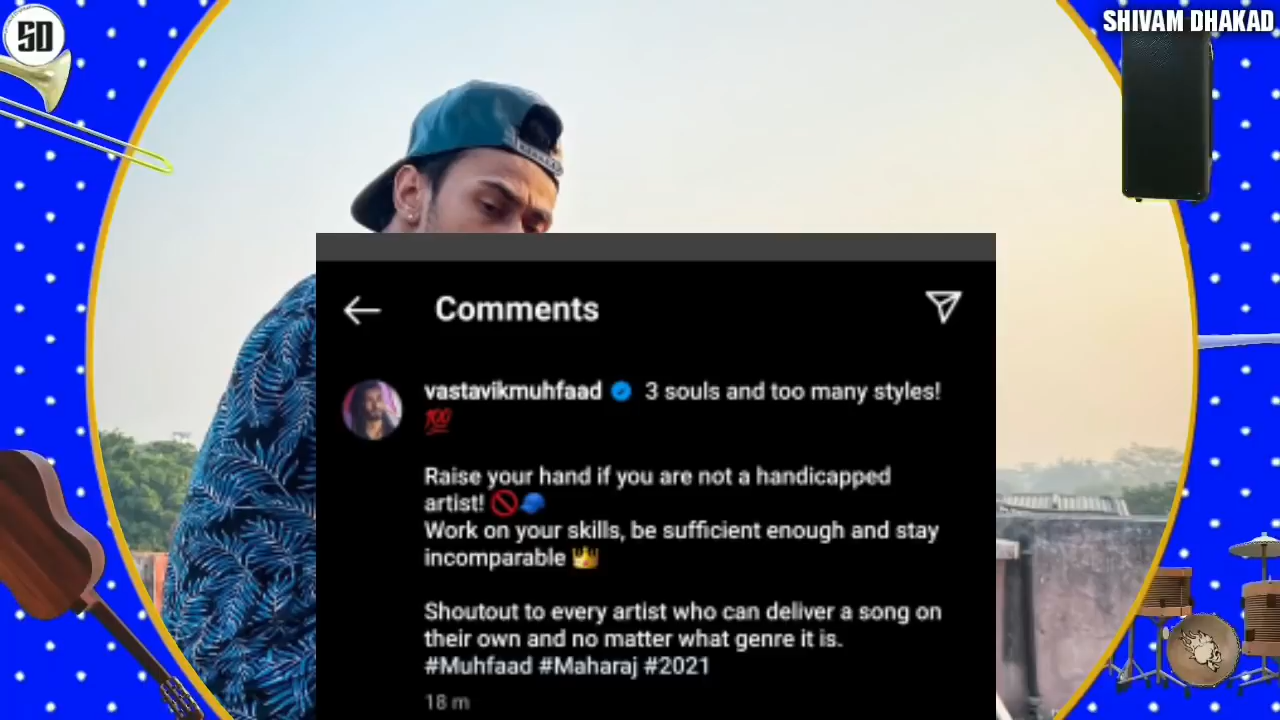 SD
SHIVAM DHAKAD
Comments
vastavikmuhfaad 3 souls and too many styles!
💯
Raise your hand if you are not a handicapped
artist! 🚫🧢
Work on your skills, be sufficient enough and stay
incomparable 👑
Shoutout to every artist who can deliver a song on
their own and no matter what genre it is.
#Muhfaad #Maharaj #2021
18 m